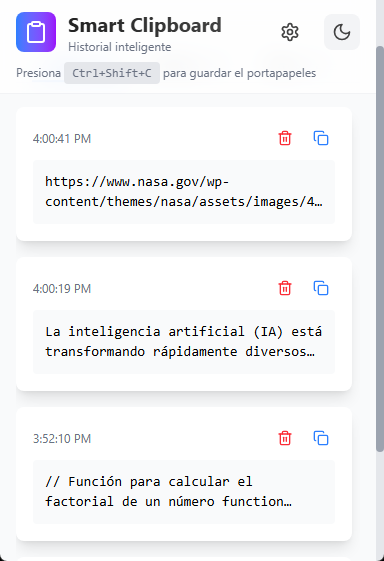 Smart Clipboard
Historial inteligente
Presiona Ctrl+Shift+C para guardar el portapapeles
4:00:41 PM
https://www.nasa.gov/wp-
content/themes/nasa/assets/images/4…
4:00:19 PM
La inteligencia artificial (IA) está
transformando rápidamente diversos…
3:52:10 PM
// Función para calcular el
factorial de un número function…